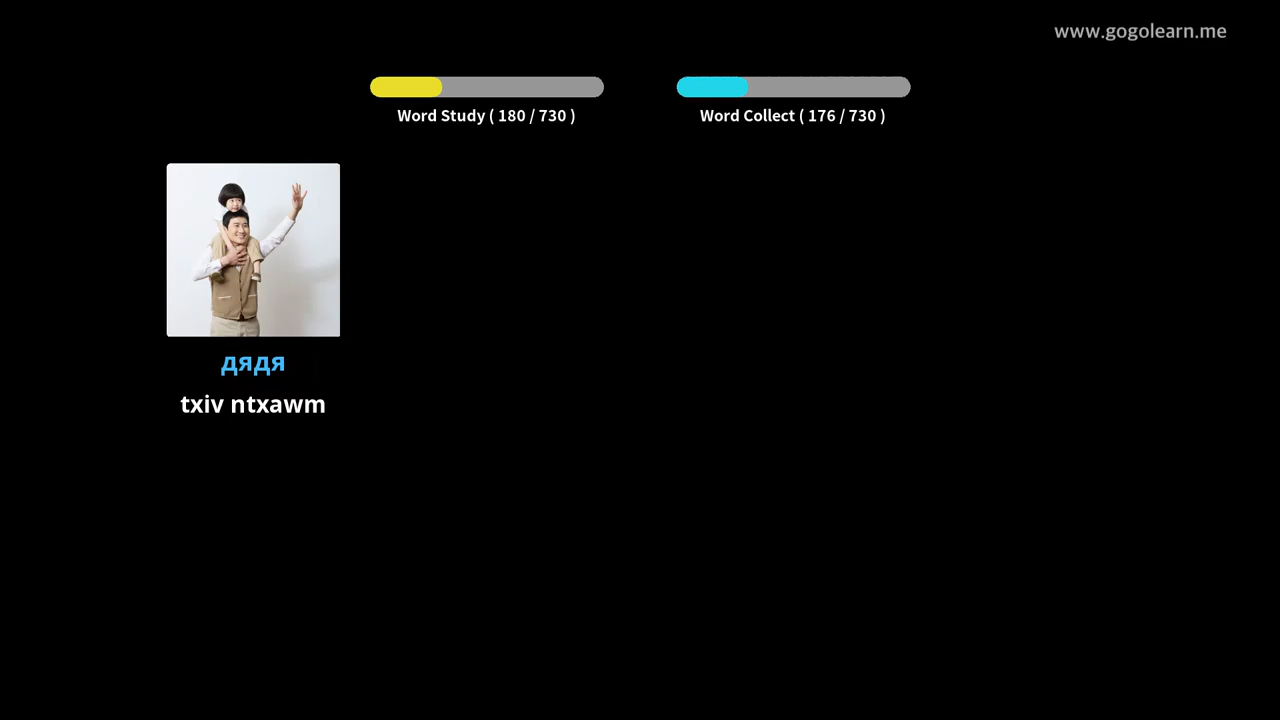 www.gogolearn.me
Word Study ( 180 / 730 )
Word Collect ( 176 / 730 )
дядя
txiv ntxawm